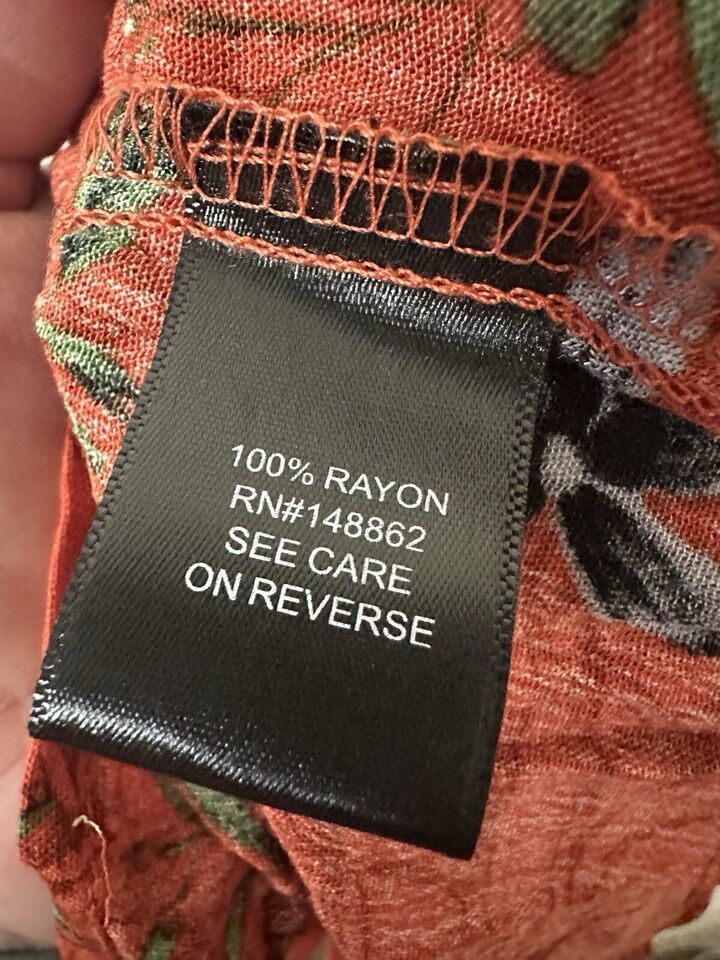 100% RAYON
RN#148862
SEE CARE
ON REVERSE